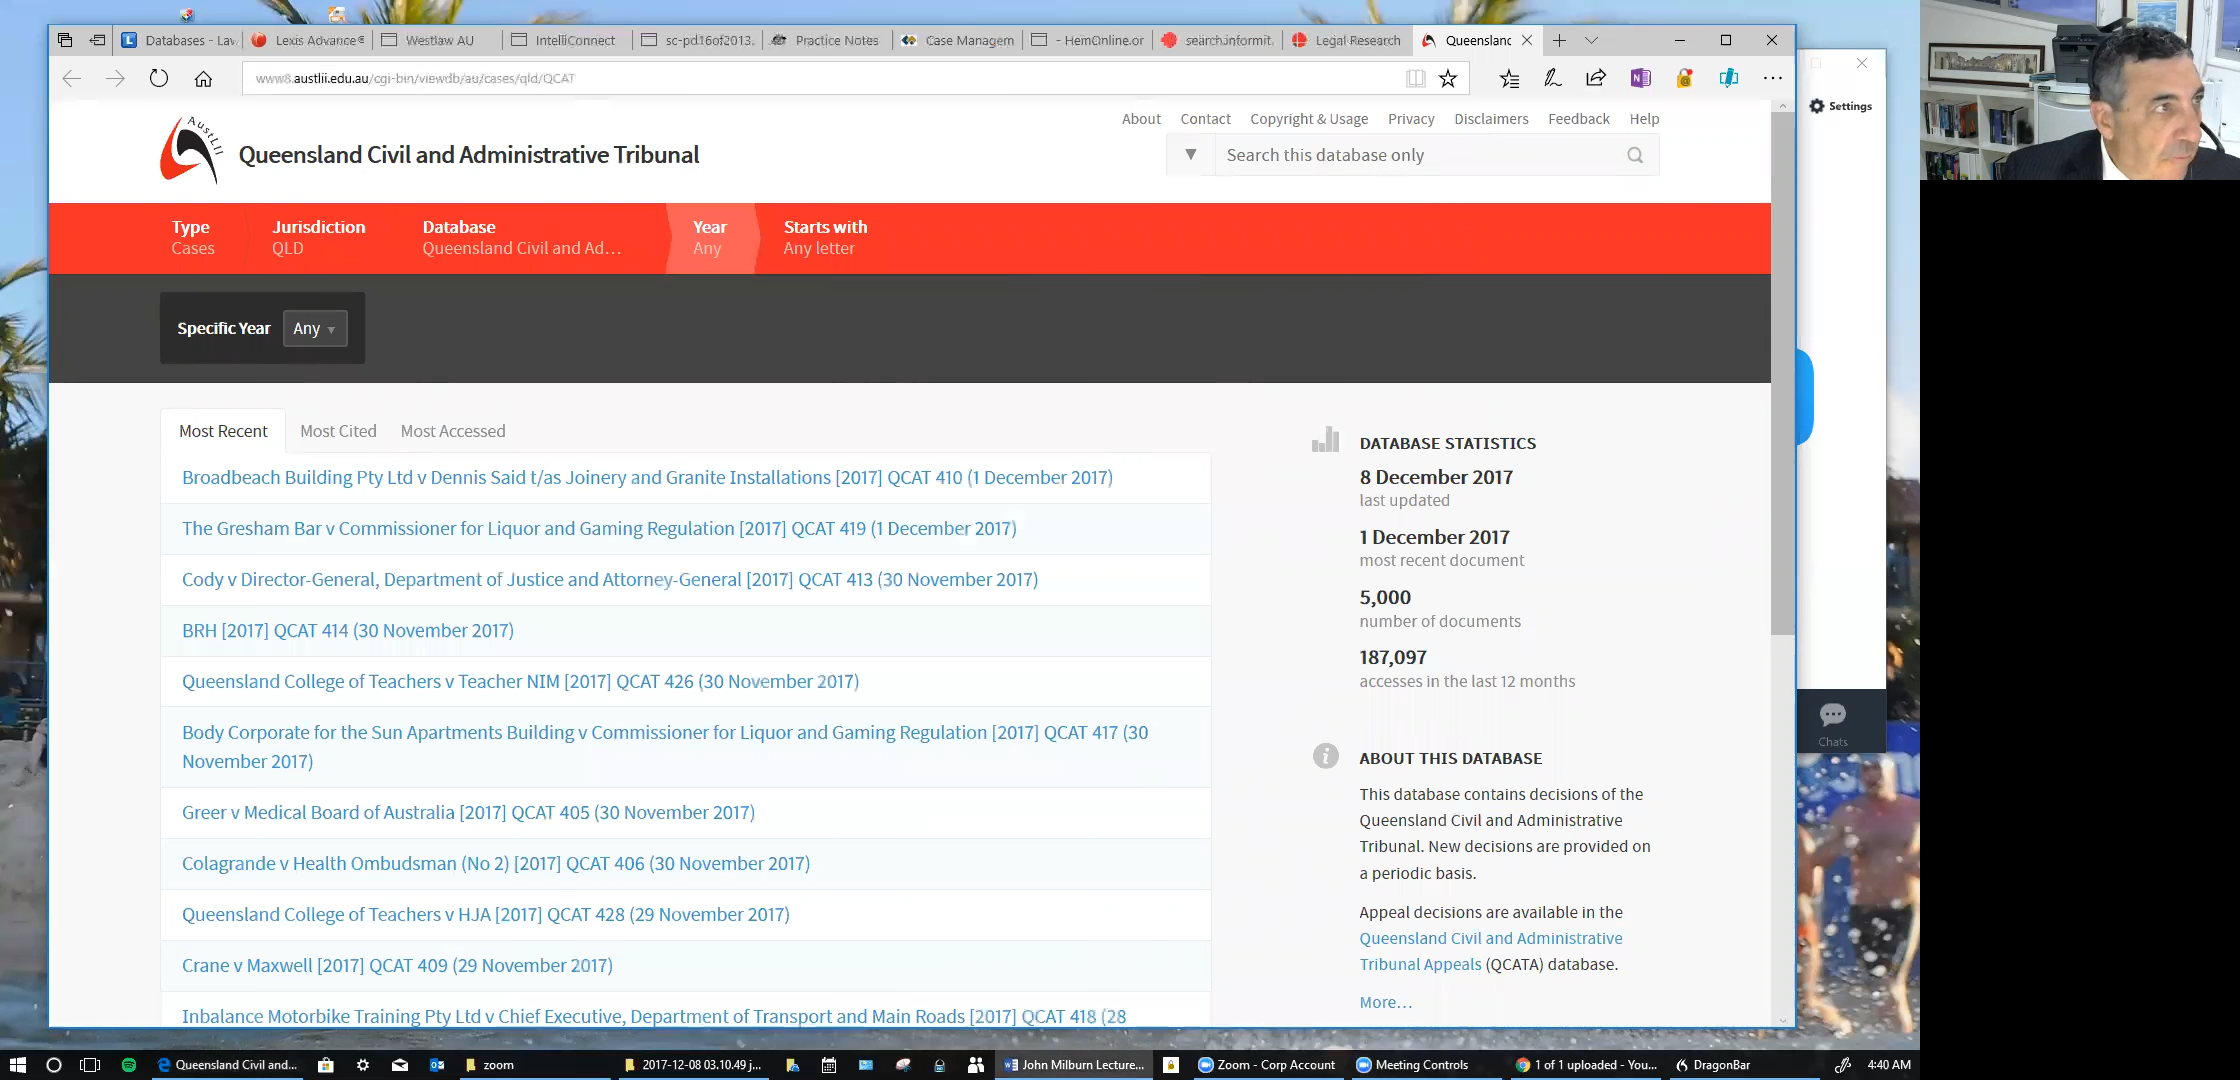 Databases - Lav
Lexis Advance®
Westlaw AU
IntelliConnect
sc-pd16of2013.
Practice Notes
Case Managem
- HemOnline.or
search.informit.
Legal Research
Queensland
www8.austlii.edu.au/cgi-bin/viewdb/au/cases/qld/QCAT
Settings
About Contact Copyright & Usage Privacy Disclaimers Feedback Help
AustLII
Queensland Civil and Administrative Tribunal
Search this database only
Type
Cases
Jurisdiction
QLD
Database
Queensland Civil and Ad...
Year
Any
Starts with
Any letter
Specific Year Any
Most Recent Most Cited Most Accessed
Broadbeach Building Pty Ltd v Dennis Said t/as Joinery and Granite Installations [2017] QCAT 410 (1 December 2017)
The Gresham Bar v Commissioner for Liquor and Gaming Regulation [2017] QCAT 419 (1 December 2017)
Cody v Director-General, Department of Justice and Attorney-General [2017] QCAT 413 (30 November 2017)
BRH [2017] QCAT 414 (30 November 2017)
Queensland College of Teachers v Teacher NIM [2017] QCAT 426 (30 November 2017)
Body Corporate for the Sun Apartments Building v Commissioner for Liquor and Gaming Regulation [2017] QCAT 417 (30
November 2017)
Greer v Medical Board of Australia [2017] QCAT 405 (30 November 2017)
Colagrande v Health Ombudsman (No 2) [2017] QCAT 406 (30 November 2017)
Queensland College of Teachers v HJA [2017] QCAT 428 (29 November 2017)
Crane v Maxwell [2017] QCAT 409 (29 November 2017)
Inbalance Motorbike Training Pty Ltd v Chief Executive, Department of Transport and Main Roads [2017] QCAT 418 (28
DATABASE STATISTICS
8 December 2017
last updated
1 December 2017
most recent document
5,000
number of documents
187,097
accesses in the last 12 months
ABOUT THIS DATABASE
This database contains decisions of the
Queensland Civil and Administrative
Tribunal. New decisions are provided on
a periodic basis.
Appeal decisions are available in the
Queensland Civil and Administrative
Tribunal Appeals (QCATA) database.
More...
Chats
Queensland Civil and...
zoom
2017-12-08 03.10.49 j...
John Milburn Lecture...
Zoom - Corp Account
Meeting Controls
1 of 1 uploaded - You...
DragonBar
4:40 AM